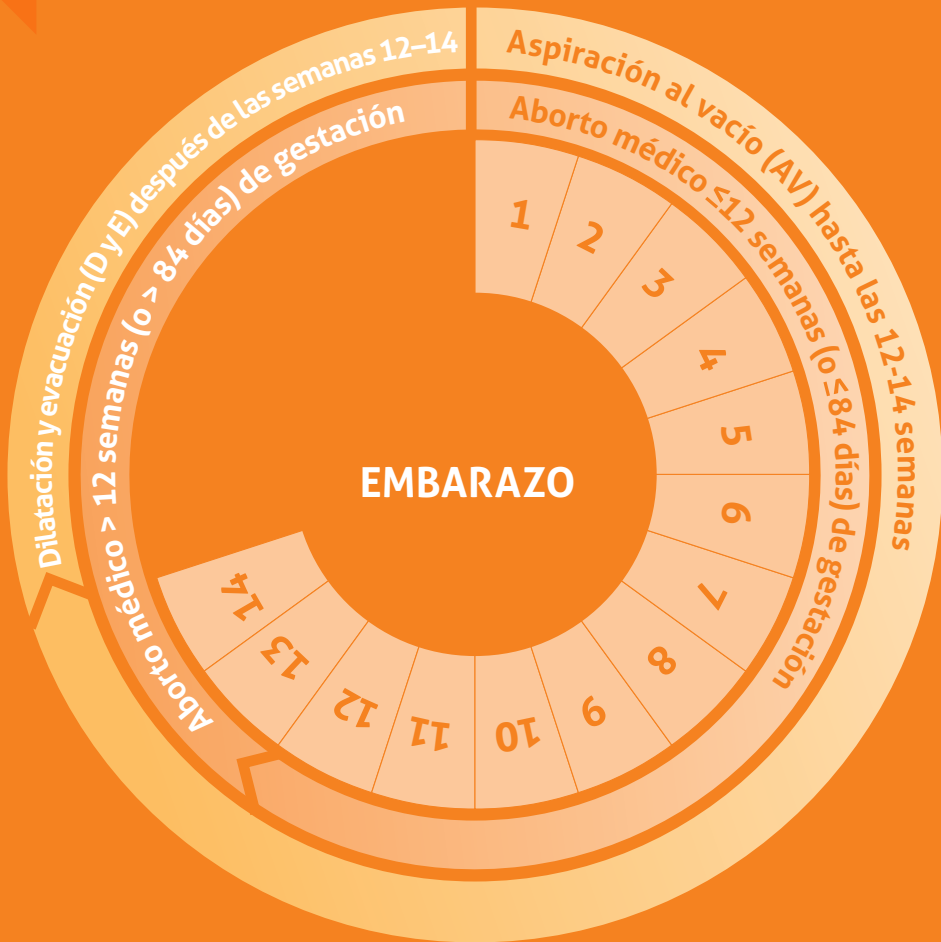 Dilatación y evacuación (D y E) después de las semanas 12–14
Aspiración al vacío (AV) hasta las 12-14 semanas
Aborto médico > 12 semanas (o > 84 días) de gestación
Aborto médico ≤12 semanas (o ≤84 días) de gestación
1
2
3
4
5
6
7
8
9
10
11
12
13
14
EMBARAZO